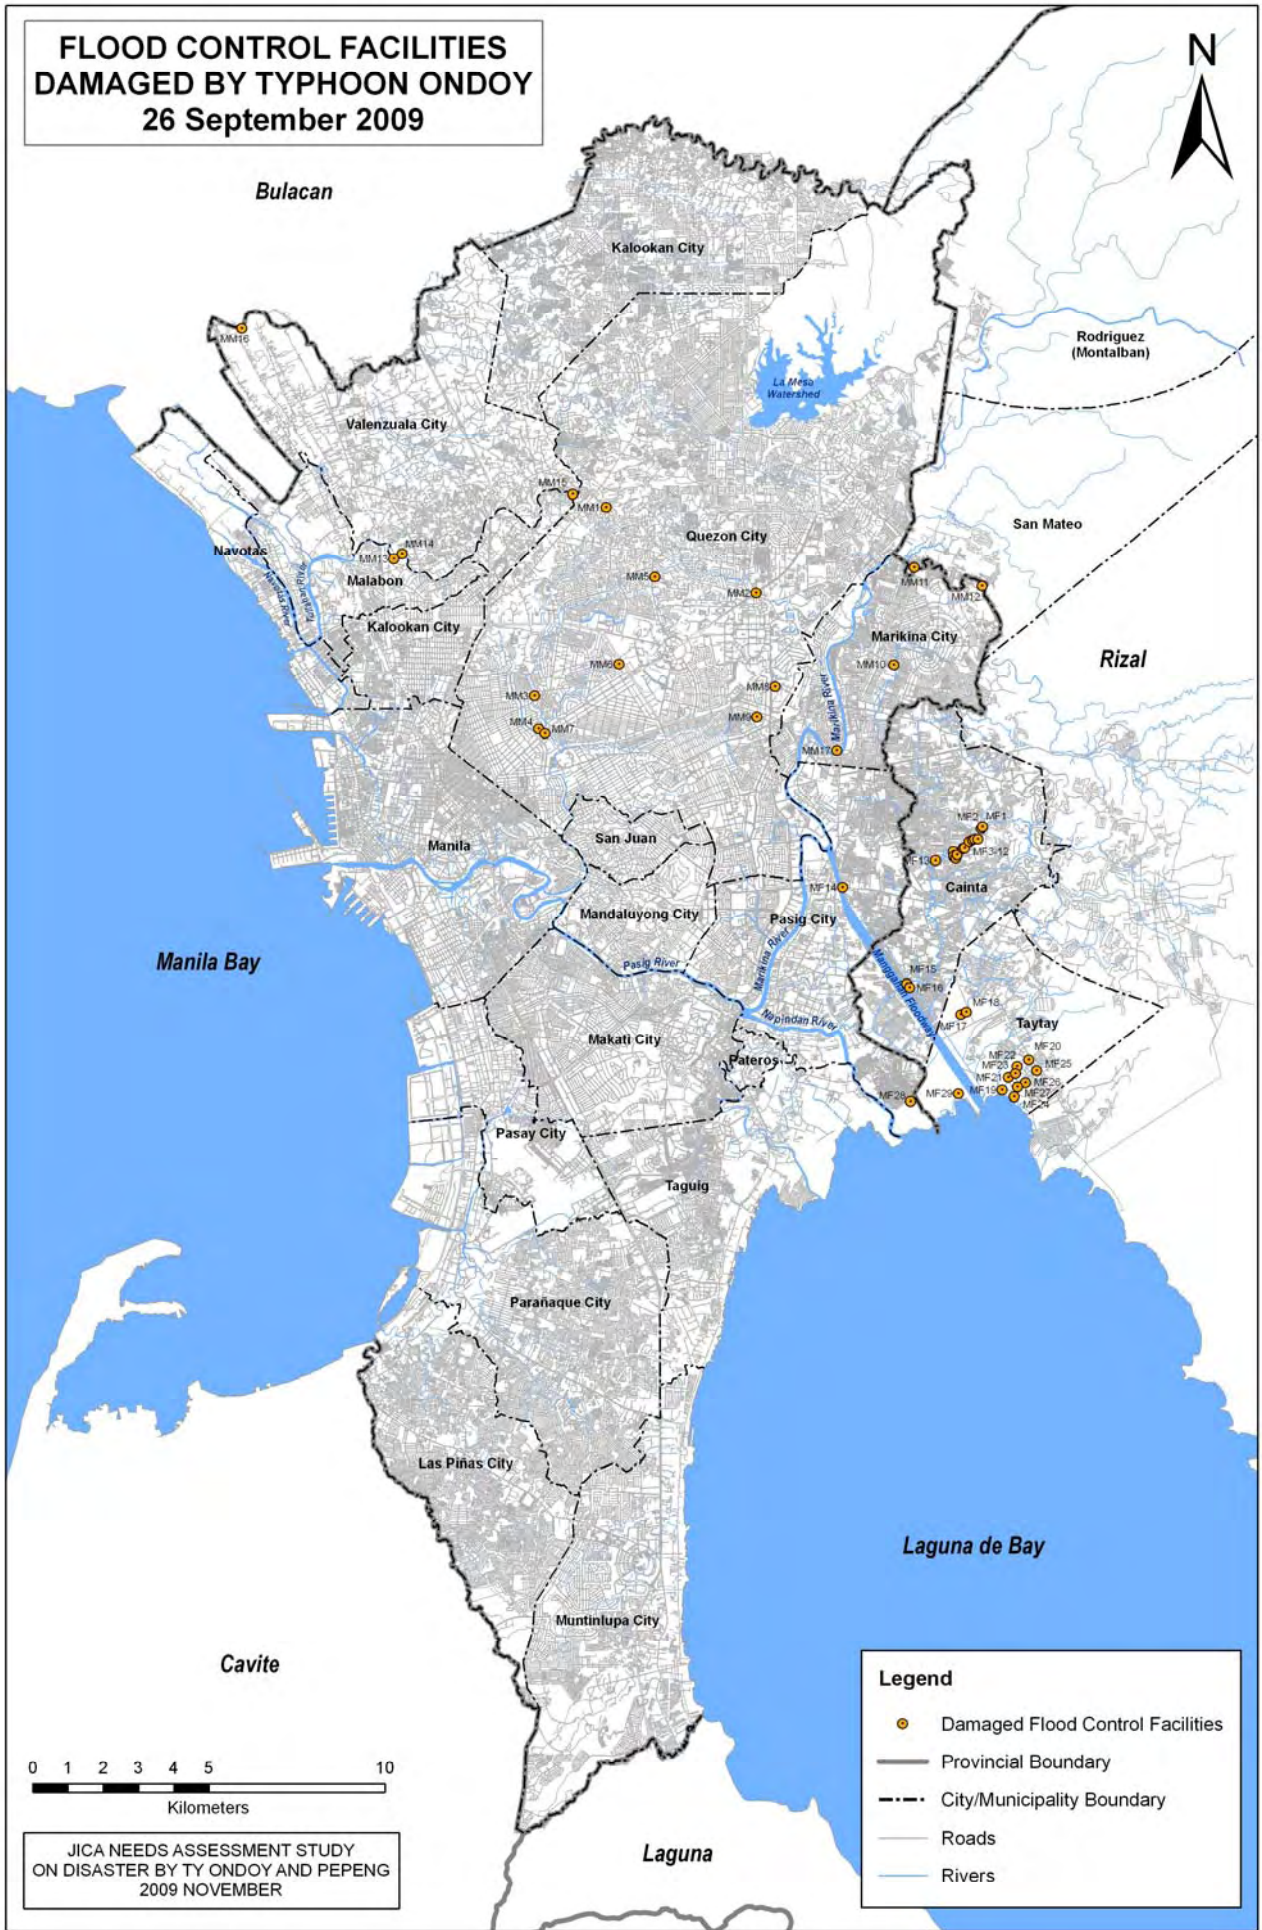 FLOOD CONTROL FACILITIES
DAMAGED BY TYPHOON ONDOY
26 September 2009
N
Bulacan
Kalookan City
MM16
Rodriguez
(Montalban)
La Mesa
Watershed
Valenzuala City
MM15
MM1
San Mateo
Quezon City
Navotas
MM14
MM13
Malabon
MM5
MM2
MM11
MM12
Navotas River
Tullahan River
Kalookan City
Marikina City
Rizal
MM6
MM10
MM8
MM3
Marikina River
MM9
MM4
MM7
MM17
MF2
MF1
San Juan
Manila
MF3-12
MF13
Cainta
MF14
Mandaluyong City
Pasig City
Manila Bay
Pasig River
Marikina River
Manggahan Floodway
MF15
MF16
MF18
MF17
Napindan River
Taytay
Makati City
Pateros
MF20
MF22
MF23
MF25
MF21
MF26
MF19
MF27
MF24
MF28
MF29
Pasay City
Taguig
Parañaque City
Las Piñas City
Laguna de Bay
Muntinlupa City
Cavite
Legend
Damaged Flood Control Facilities
Provincial Boundary
City/Municipality Boundary
Roads
Rivers
0 1 2 3 4 5 10
Kilometers
JICA NEEDS ASSESSMENT STUDY
ON DISASTER BY TY ONDOY AND PEPENG
2009 NOVEMBER
Laguna